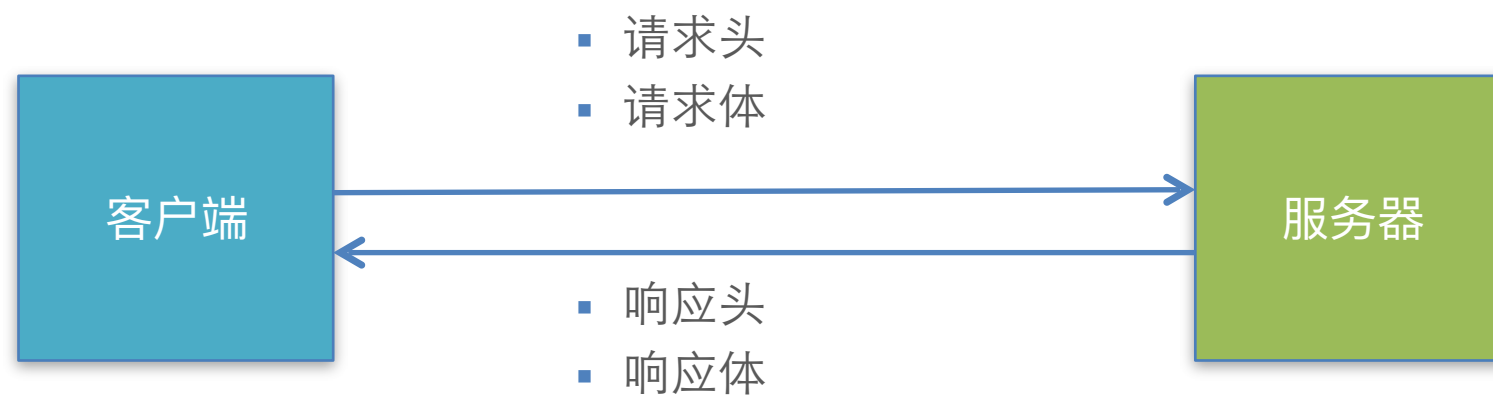 请求头
请求体
客户端
服务器
响应头
响应体